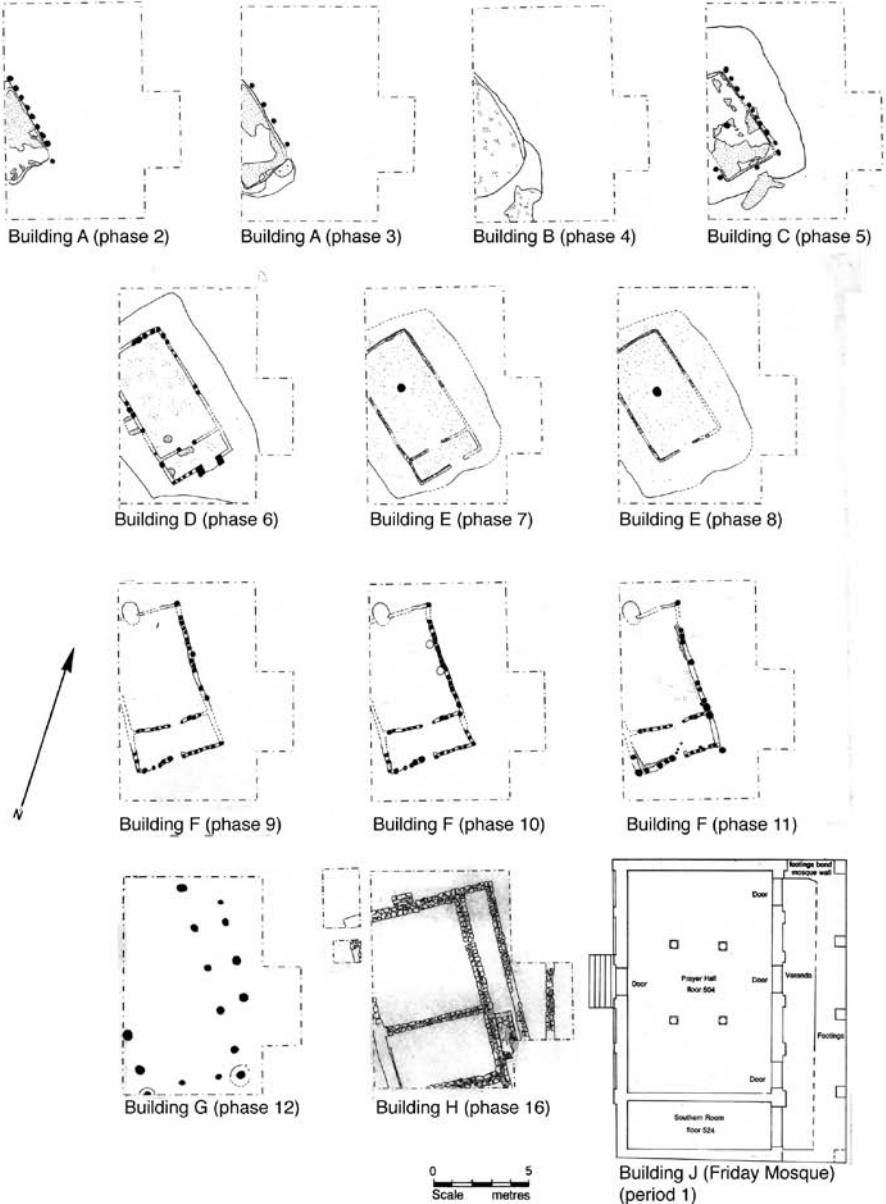 Building A (phase 2)
Building A (phase 3)
Building B (phase 4)
Building C (phase 5)
Building D (phase 6)
Building E (phase 7)
Building E (phase 8)
N
Building F (phase 9)
Building F (phase 10)
Building F (phase 11)
Building G (phase 12)
Building H (phase 16)
footings bond
mosque wall
Door
Prayer Hall
floor 504
Door
Door
Veranda
Footings
Door
Southern Room
floor 524
Building J (Friday Mosque)
(period 1)
0 5
Scale metres